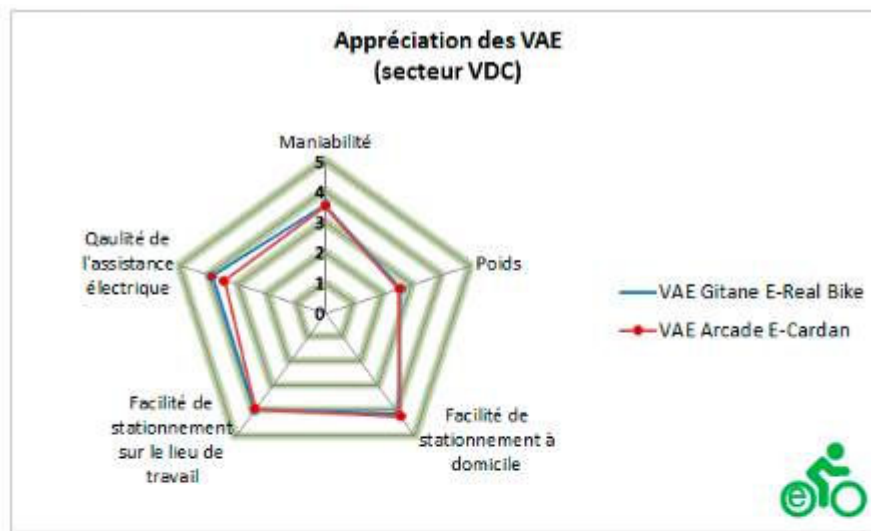 Appréciation des VAE
(secteur VDC)
Maniabilité
5
4
3
2
1
0
Qaulité de
l'assistance
électrique
Poids
VAE Gitane E-Real Bike
VAE Arcade E-Cardan
Facilité de
stationnement
sur le lieu de
travail
Facilité de
stationnement à
domicile
e